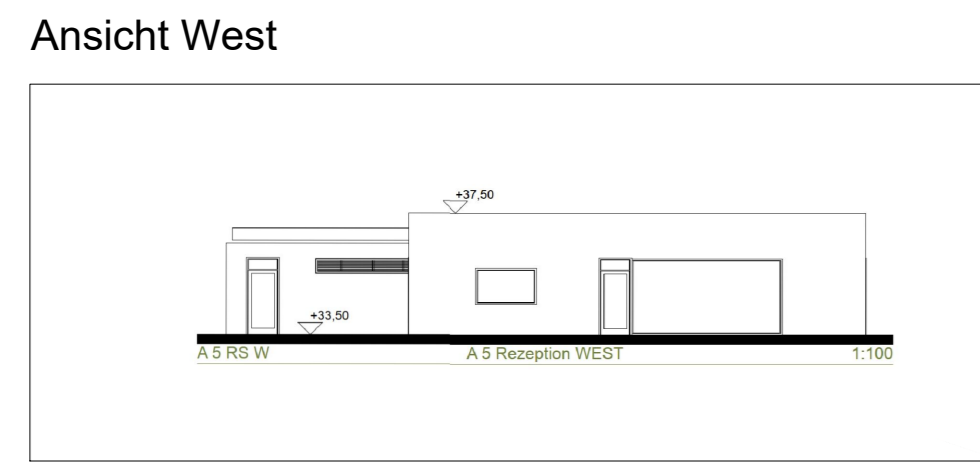 Ansicht West
+37,50
+33,50
A 5 RS W
A 5 Rezeption WEST
1:100